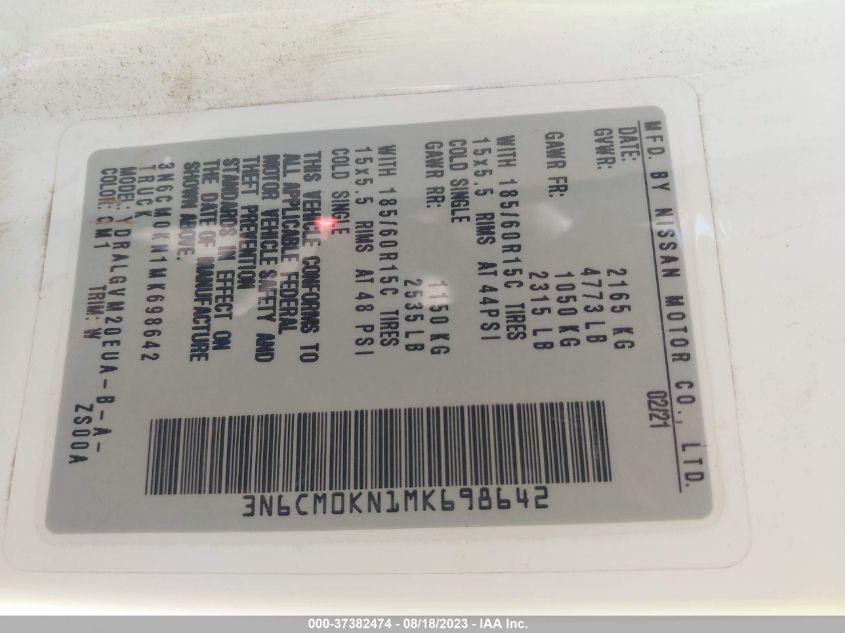 MFD. BY NISSAN MOTOR CO., LTD.
DATE: 02/21
GVWR: 2165 KG
4773 LB
GAWR FR: 1050 KG
2315 LB
WITH 185/60R15C TIRES
15x5.5 RIMS AT 44PSI
COLD SINGLE
GAWR RR: 1150 KG
2535 LB
WITH 185/60R15C TIRES
15x5.5 RIMS AT 48 PSI
COLD SINGLE
THIS VEHICLE CONFORMS TO
ALL APPLICABLE FEDERAL
MOTOR VEHICLE SAFETY AND
THEFT PREVENTION
STANDARDS IN EFFECT ON
THE DATE OF MANUFACTURE
SHOWN ABOVE.
3N6CM0KN1MK698642
TRUCK
MODEL: YDRALGVM20EUA-B-A-
ZS00A
COLOR: CM1 TRIM: W
3N6CM0KN1MK698642
000-37382474 - 08/18/2023 - IAA Inc.